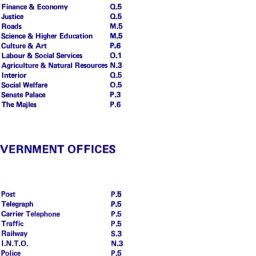 Finance & Economy Q.5
Justice Q.5
Roads M.5
Science & Higher Education M.5
Culture & Art P.6
Labour & Social Services O.1
Agriculture & Natural Resources N.3
Interior Q.5
Social Welfare O.5
Senate Palace P.3
The Majles P.6
VERNMENT OFFICES
Post P.5
Telegraph P.5
Carrier Telephone P.5
Traffic P.5
Railway S.3
I.N.T.O. N.3
Police P.5